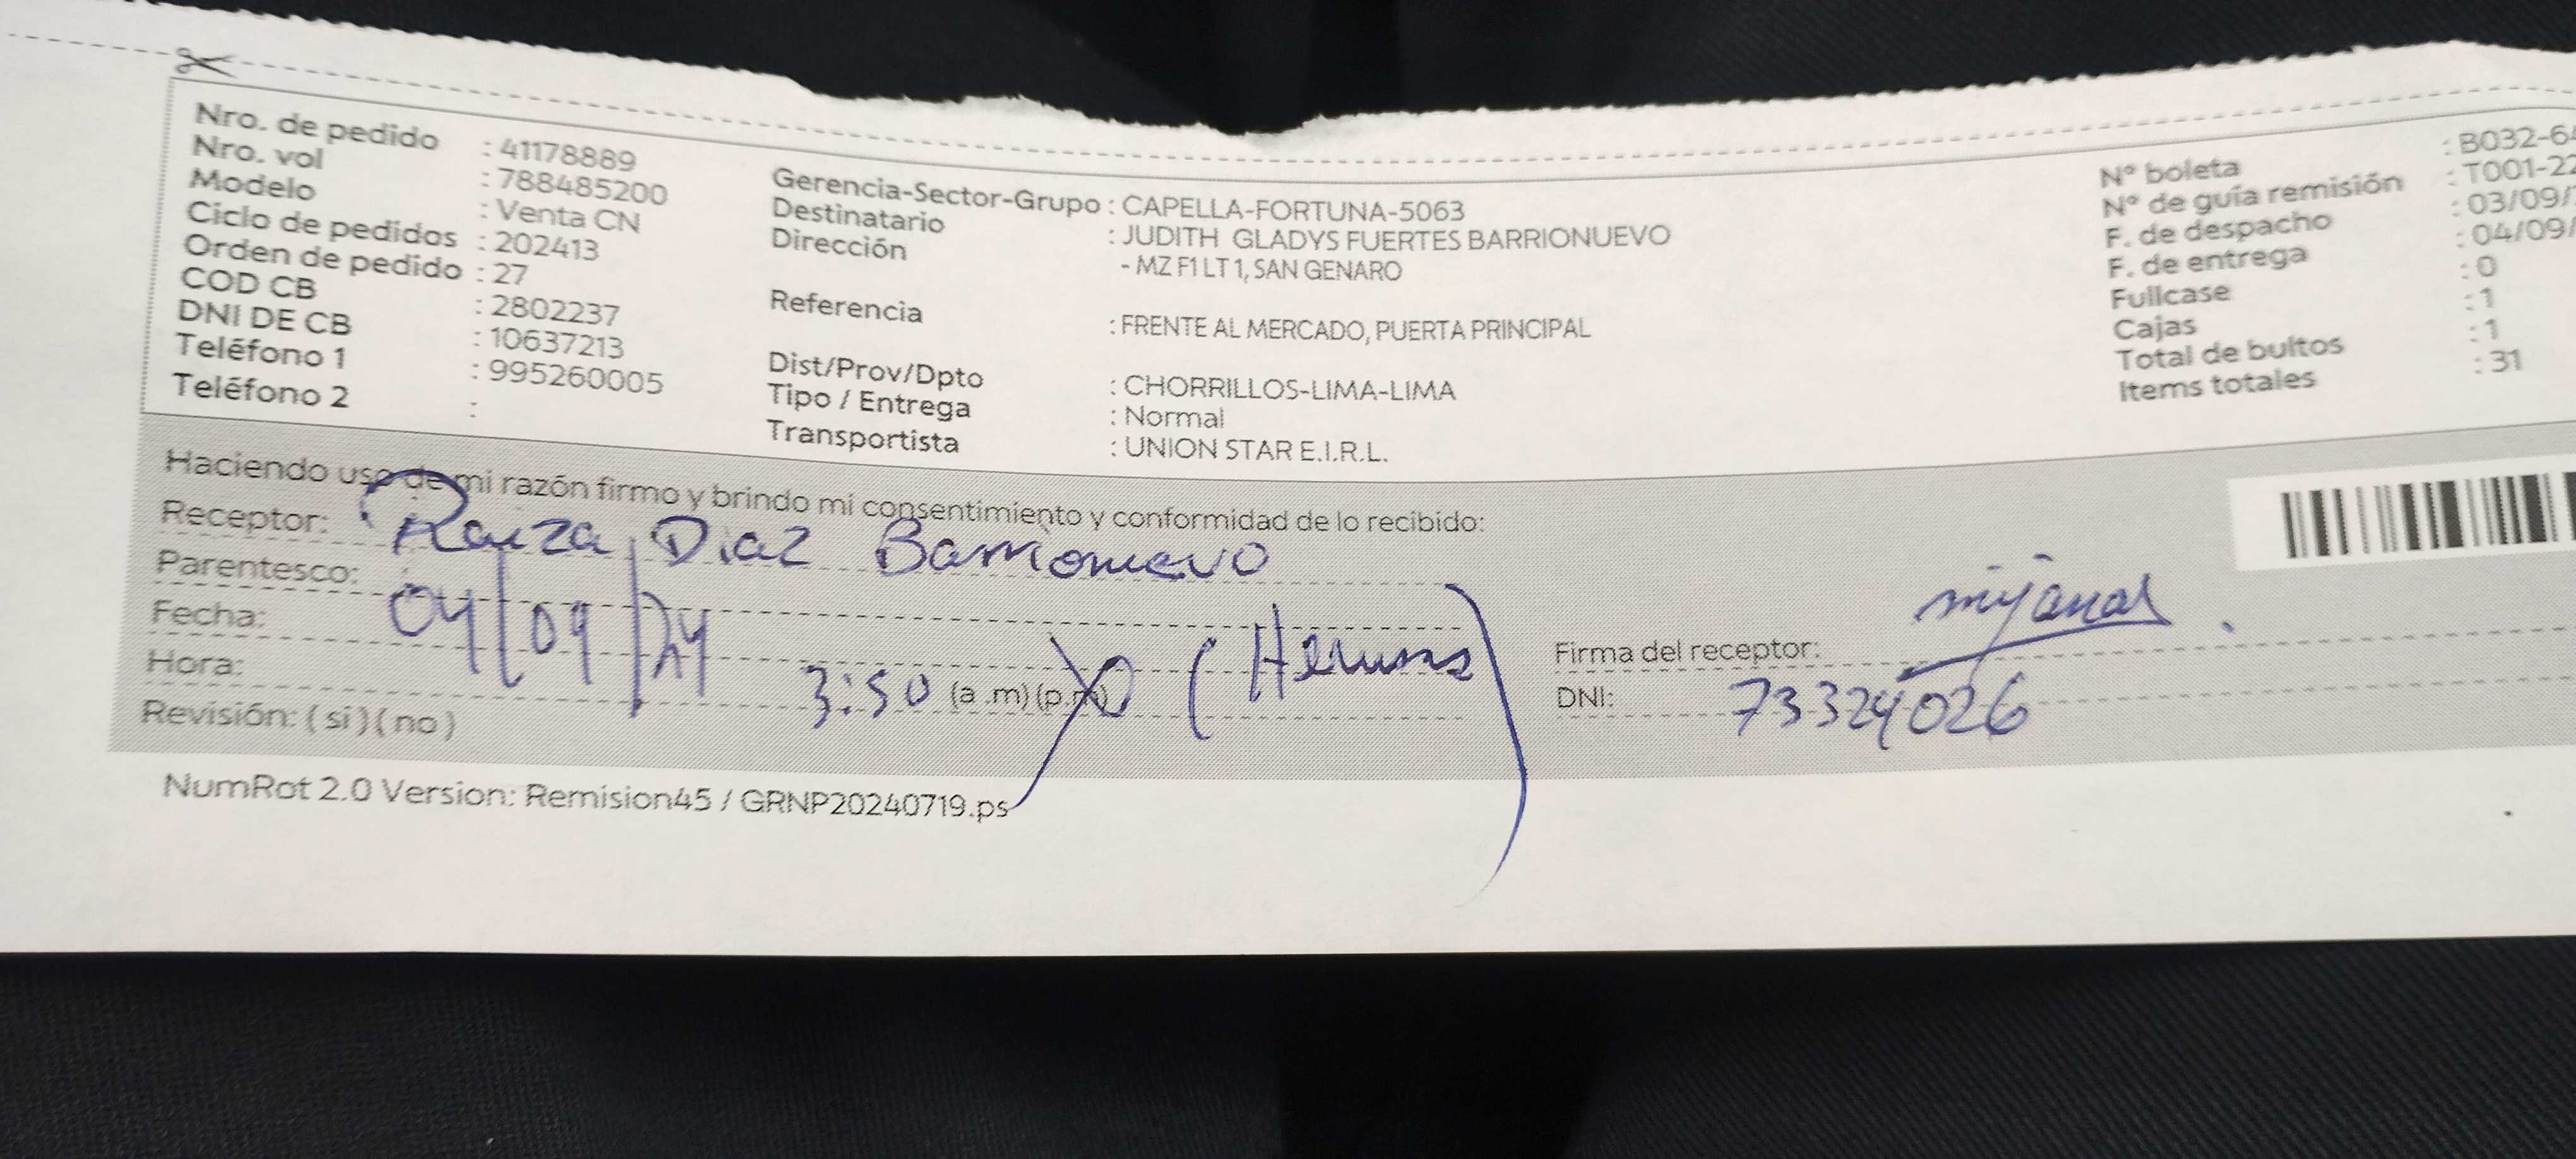 Nro. de pedido : 41178889
Nro. vol : 788485200
Modelo : Venta CN
Ciclo de pedidos : 202413
Orden de pedido : 27
COD CB : 2802237
DNI DE CB : 10637213
Teléfono 1 : 995260005
Teléfono 2 :
Gerencia-Sector-Grupo : CAPELLA-FORTUNA-5063
Destinatario : JUDITH GLADYS FUERTES BARRIONUEVO
Dirección - MZ F1 LT 1, SAN GENARO
Referencia : FRENTE AL MERCADO, PUERTA PRINCIPAL
Dist/Prov/Dpto : CHORRILLOS-LIMA-LIMA
Tipo / Entrega : Normal
Transportista : UNION STAR E.I.R.L.
N° boleta : B032-6
N° de guía remisión : T001-22
F. de despacho : 03/09/
F. de entrega : 04/09/
Fullcase : 0
Cajas : 1
Total de bultos : 1
Items totales : 31
Haciendo uso de mi razón firmo y brindo mi consentimiento y conformidad de lo recibido:
Receptor: Raiza Diaz Barrionuevo
Parentesco:
Fecha: 04/09/24
Hora: 3:50 (a .m) (p.m) (
Revisión: ( si ) ( no )
Firma del receptor:
DNI: 73324026
NumRot 2.0 Version: Remision45 / GRNP20240719.ps